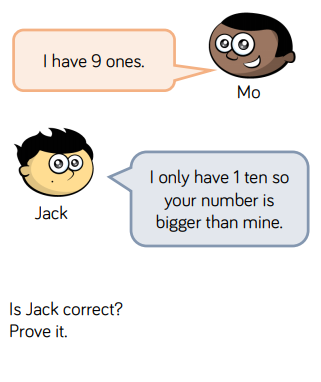 I have 9 ones.
Mo
I only have 1 ten so
your number is
bigger than mine.
Jack
Is Jack correct?
Prove it.